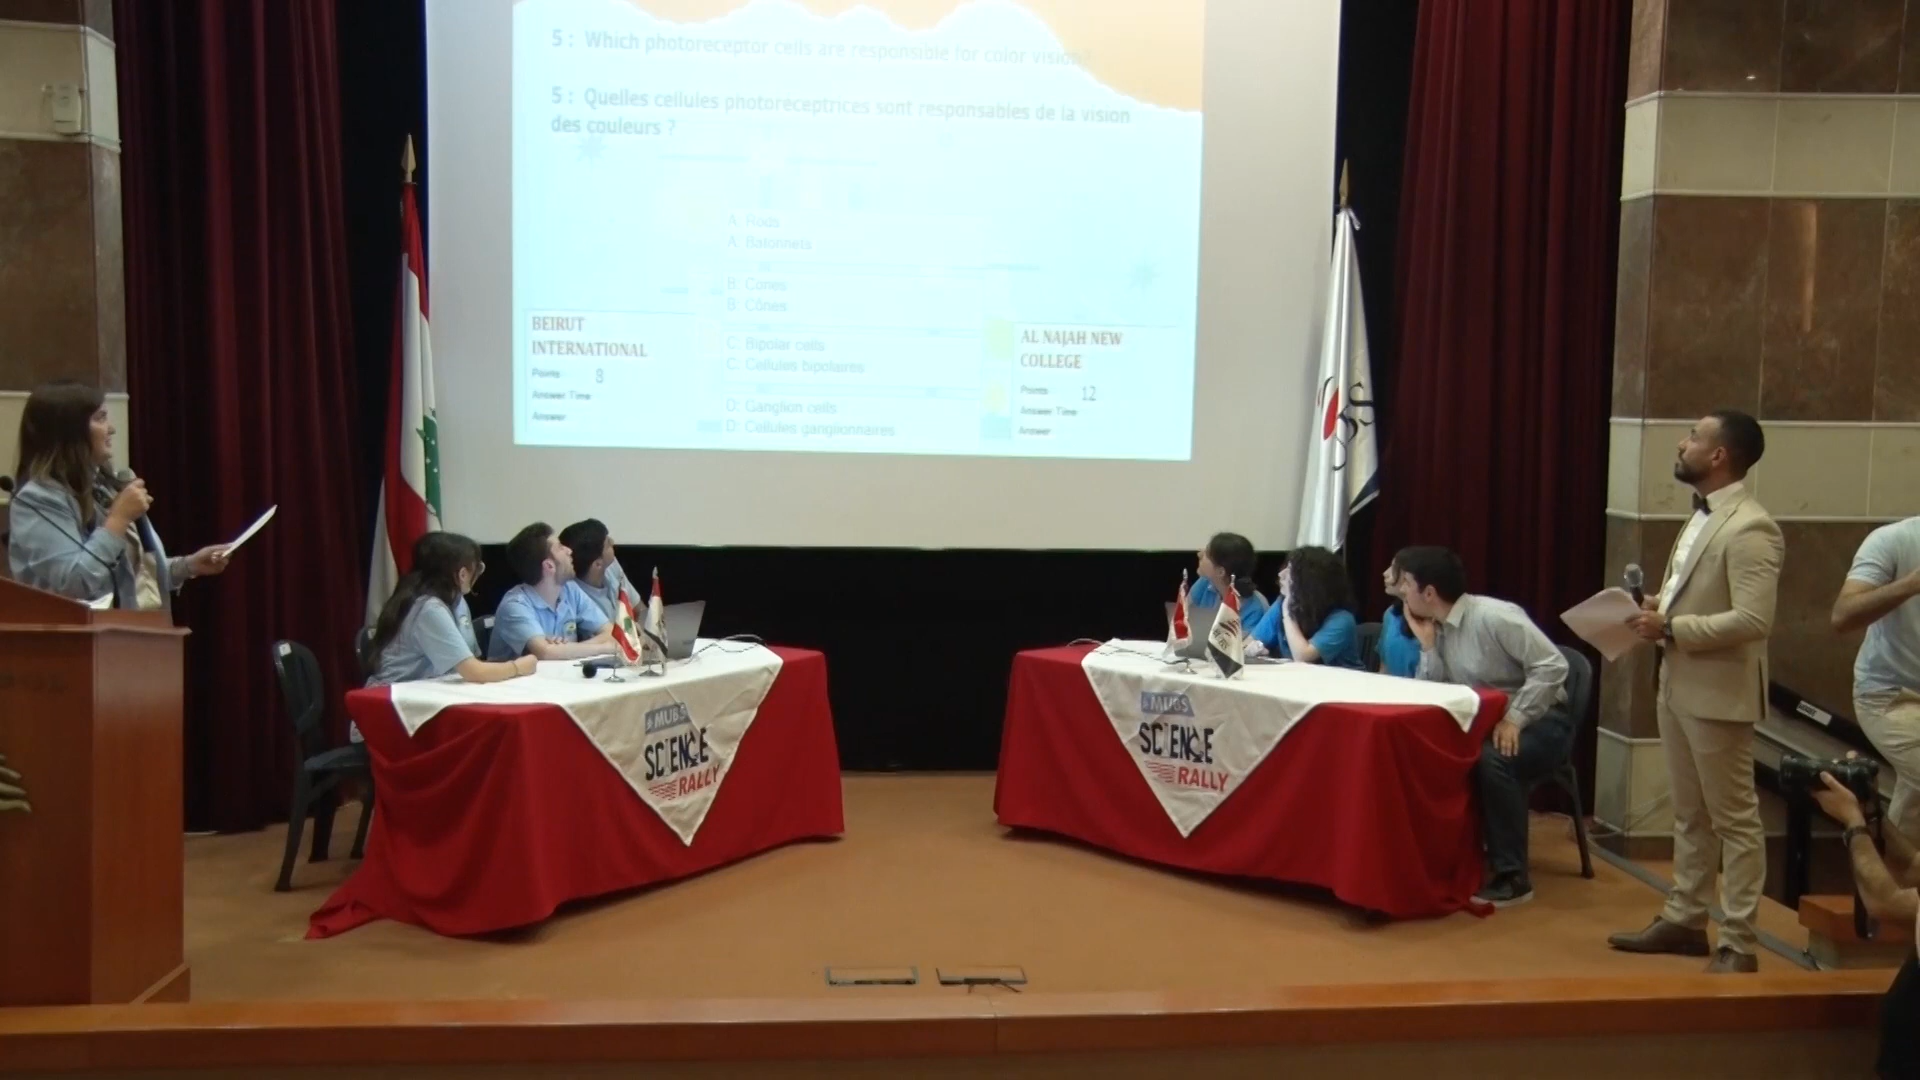 5 : Which photoreceptor cells are responsible for color vision?
5 : Quelles cellules photoréceptrices sont responsables de la vision
des couleurs ?
A: Rods
A: Batonnets
B: Cones
B: Cônes
C: Bipolar cells
C: Cellules bipolaires
D: Ganglion cells
D: Cellules ganglionnaires
BEIRUT
INTERNATIONAL
Points 8
Answer Time
Answer
AL NAJAH NEW
COLLEGE
Points 12
Answer Time
Answer
MUBS
SCIENCE
RALLY
MUBS
SCIENCE
RALLY